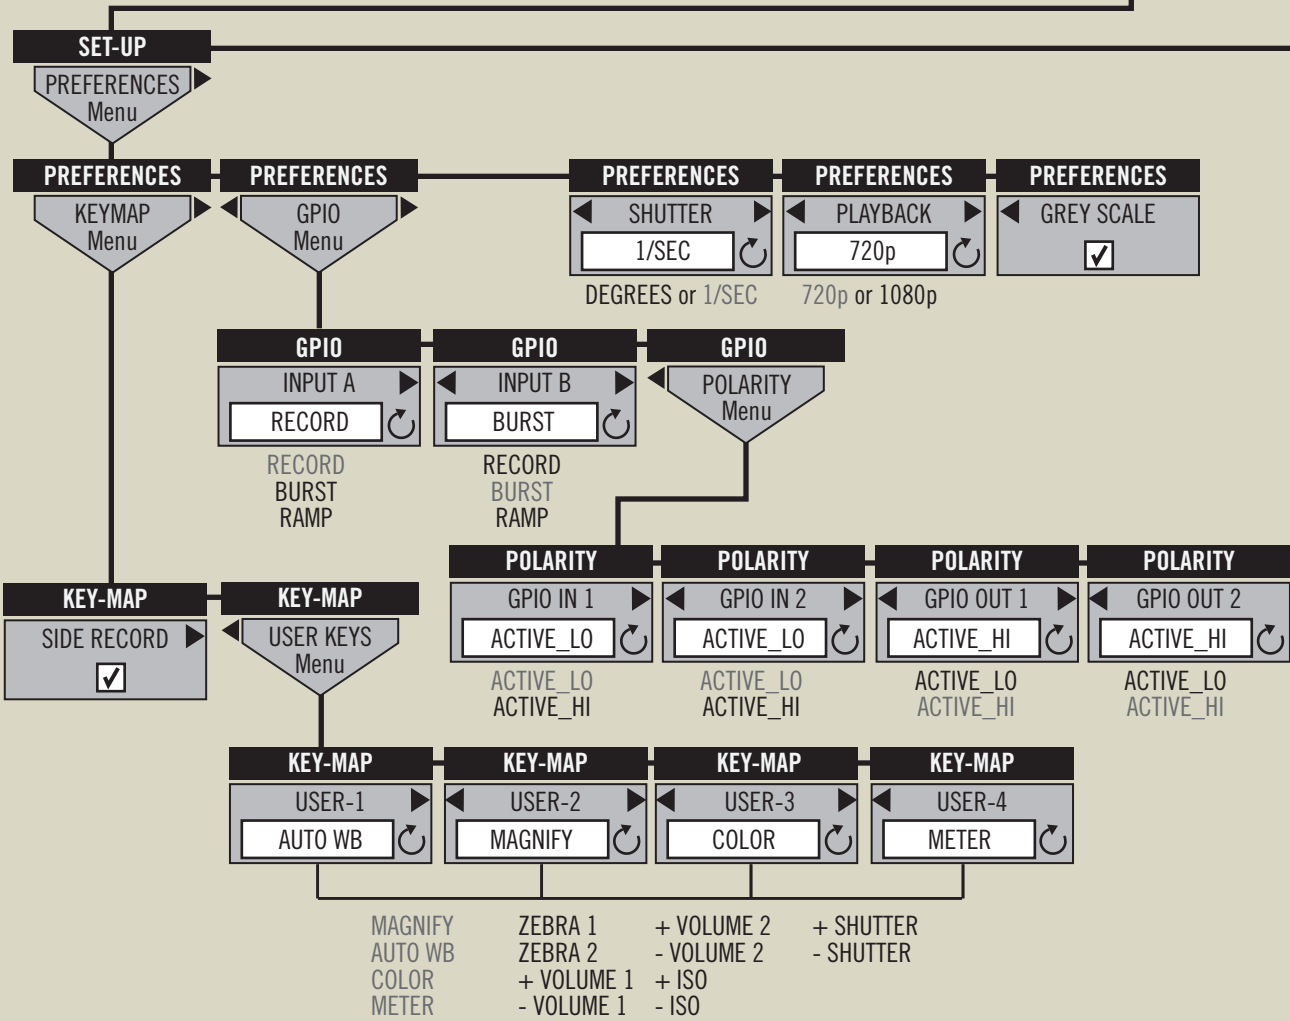 SET-UP
PREFERENCES
Menu
PREFERENCES
KEYMAP
Menu
PREFERENCES
GPIO
Menu
PREFERENCES
SHUTTER
1/SEC
DEGREES or 1/SEC
PREFERENCES
PLAYBACK
720p
720p or 1080p
PREFERENCES
GREY SCALE
GPIO
INPUT A
RECORD
RECORD
BURST
RAMP
GPIO
INPUT B
BURST
RECORD
BURST
RAMP
GPIO
POLARITY
Menu
POLARITY
GPIO IN 1
ACTIVE_LO
ACTIVE_LO
ACTIVE_HI
POLARITY
GPIO IN 2
ACTIVE_LO
ACTIVE_LO
ACTIVE_HI
POLARITY
GPIO OUT 1
ACTIVE_HI
ACTIVE_LO
ACTIVE_HI
POLARITY
GPIO OUT 2
ACTIVE_HI
ACTIVE_LO
ACTIVE_HI
KEY-MAP
SIDE RECORD
KEY-MAP
USER KEYS
Menu
KEY-MAP
USER-1
AUTO WB
KEY-MAP
USER-2
MAGNIFY
KEY-MAP
USER-3
COLOR
KEY-MAP
USER-4
METER
MAGNIFY ZEBRA 1 + VOLUME 2 + SHUTTER
AUTO WB ZEBRA 2 - VOLUME 2 - SHUTTER
COLOR + VOLUME 1 + ISO
METER - VOLUME 1 - ISO